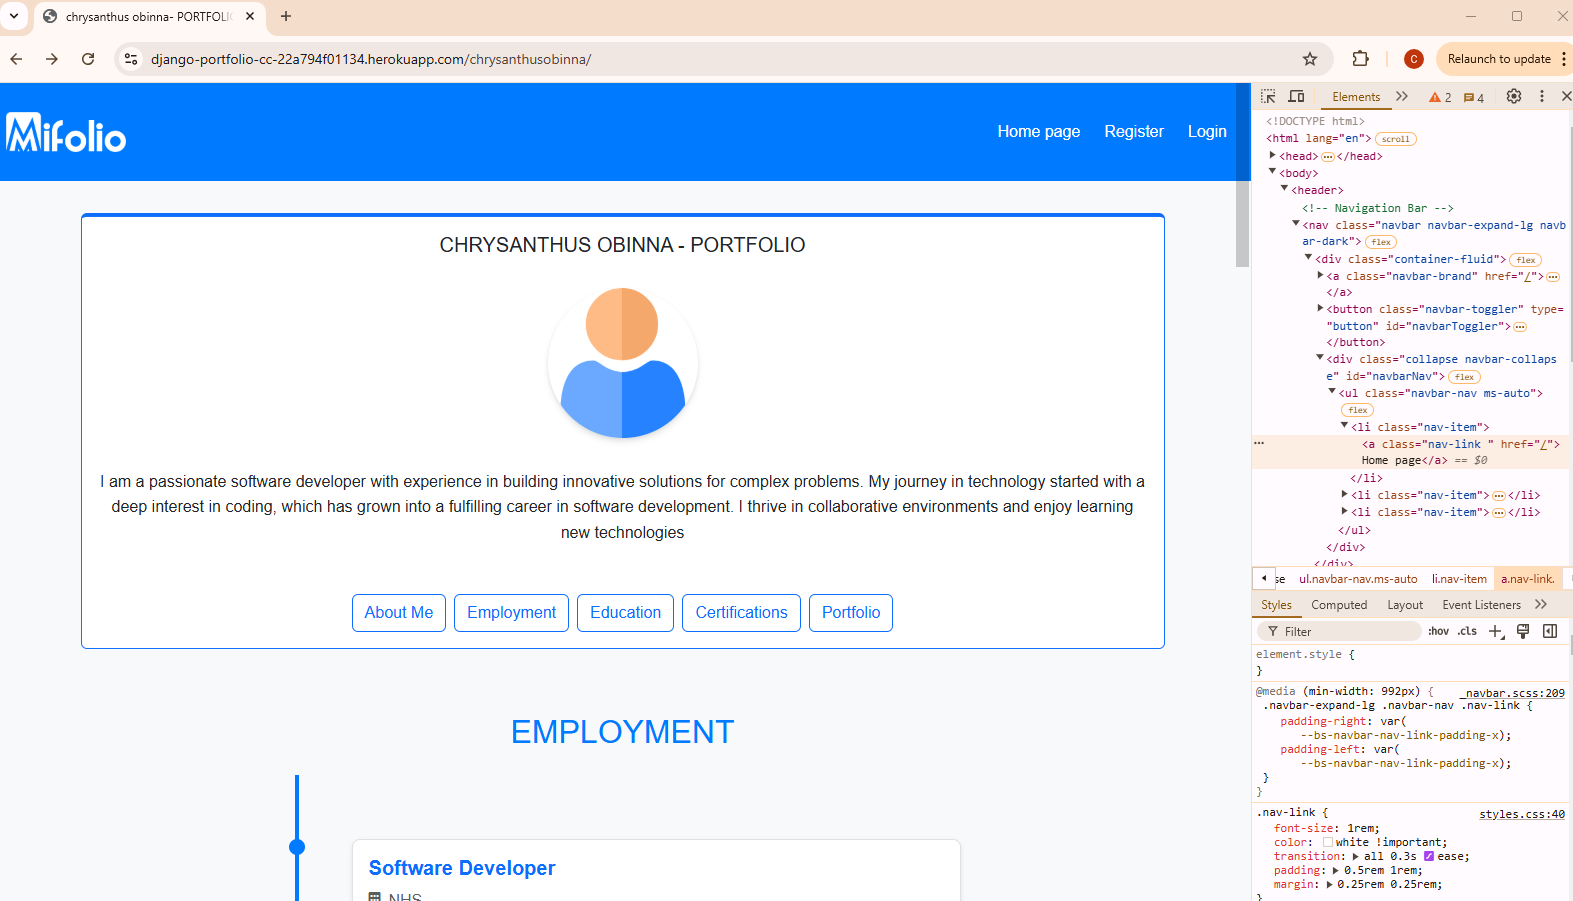 chrysanthus obinna- PORTFOLIO
django-portfolio-cc-22a794f01134.herokuapp.com/chrysanthusobinna/
C
Relaunch to update
Mifolio
Home page Register Login
CHRYSANTHUS OBINNA - PORTFOLIO
I am a passionate software developer with experience in building innovative solutions for complex problems. My journey in technology started with a
deep interest in coding, which has grown into a fulfilling career in software development. I thrive in collaborative environments and enjoy learning
new technologies
About Me Employment Education Certifications Portfolio
EMPLOYMENT
Software Developer
NHS
Elements 2 4
<!DOCTYPE html>
<html lang="en"> scroll
<head> </head>
<body>
<header>
<!-- Navigation Bar -->
<nav class="navbar navbar-expand-lg navb
ar-dark"> flex
<div class="container-fluid"> flex
<a class="navbar-brand" href="/">
</a>
<button class="navbar-toggler" type=
"button" id="navbarToggler">
</button>
<div class="collapse navbar-collaps
e" id="navbarNav"> flex
<ul class="navbar-nav ms-auto">
flex
<li class="nav-item">
<a class="nav-link " href="/">
Home page</a> == $0
</li>
<li class="nav-item"> </li>
<li class="nav-item"> </li>
</ul>
</div>
</div>
se ul.navbar-nav.ms-auto li.nav-item a.nav-link.
Styles Computed Layout Event Listeners
Filter :hov .cls
element.style {
}
@media (min-width: 992px) { _navbar.scss:209
.navbar-expand-lg .navbar-nav .nav-link {
padding-right: var(
--bs-navbar-nav-link-padding-x);
padding-left: var(
--bs-navbar-nav-link-padding-x);
}
}
.nav-link { styles.css:40
font-size: 1rem;
color: white !important;
transition: all 0.3s ease;
padding: 0.5rem 1rem;
margin: 0.25rem 0.25rem;
}